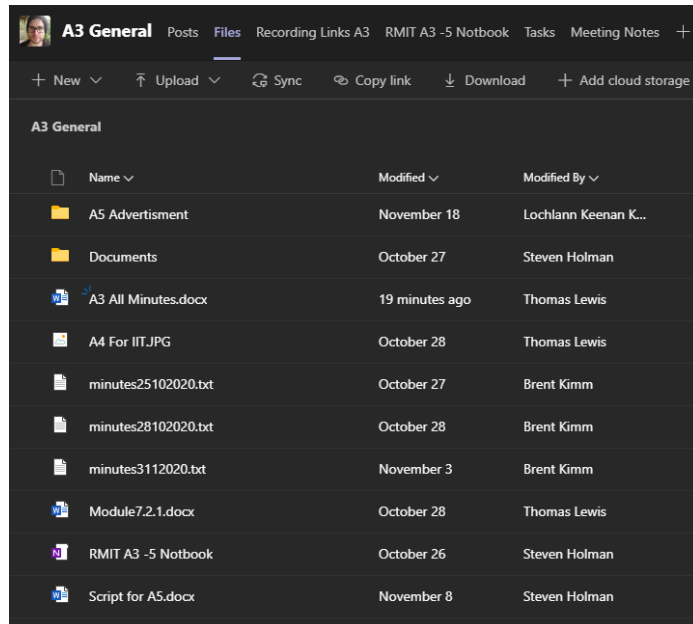 A3 General Posts Files Recording Links A3 RMIT A3 -5 Notbook Tasks Meeting Notes
New Upload Sync Copy link Download Add cloud storage
A3 General
Name Modified Modified By
A5 Advertisment November 18 Lochlann Keenan K...
Documents October 27 Steven Holman
A3 All Minutes.docx 19 minutes ago Thomas Lewis
A4 For IIT.JPG October 28 Thomas Lewis
minutes25102020.txt October 27 Brent Kimm
minutes28102020.txt October 28 Brent Kimm
minutes3112020.txt November 3 Brent Kimm
Module7.2.1.docx October 28 Thomas Lewis
RMIT A3 -5 Notbook October 26 Steven Holman
Script for A5.docx November 8 Steven Holman